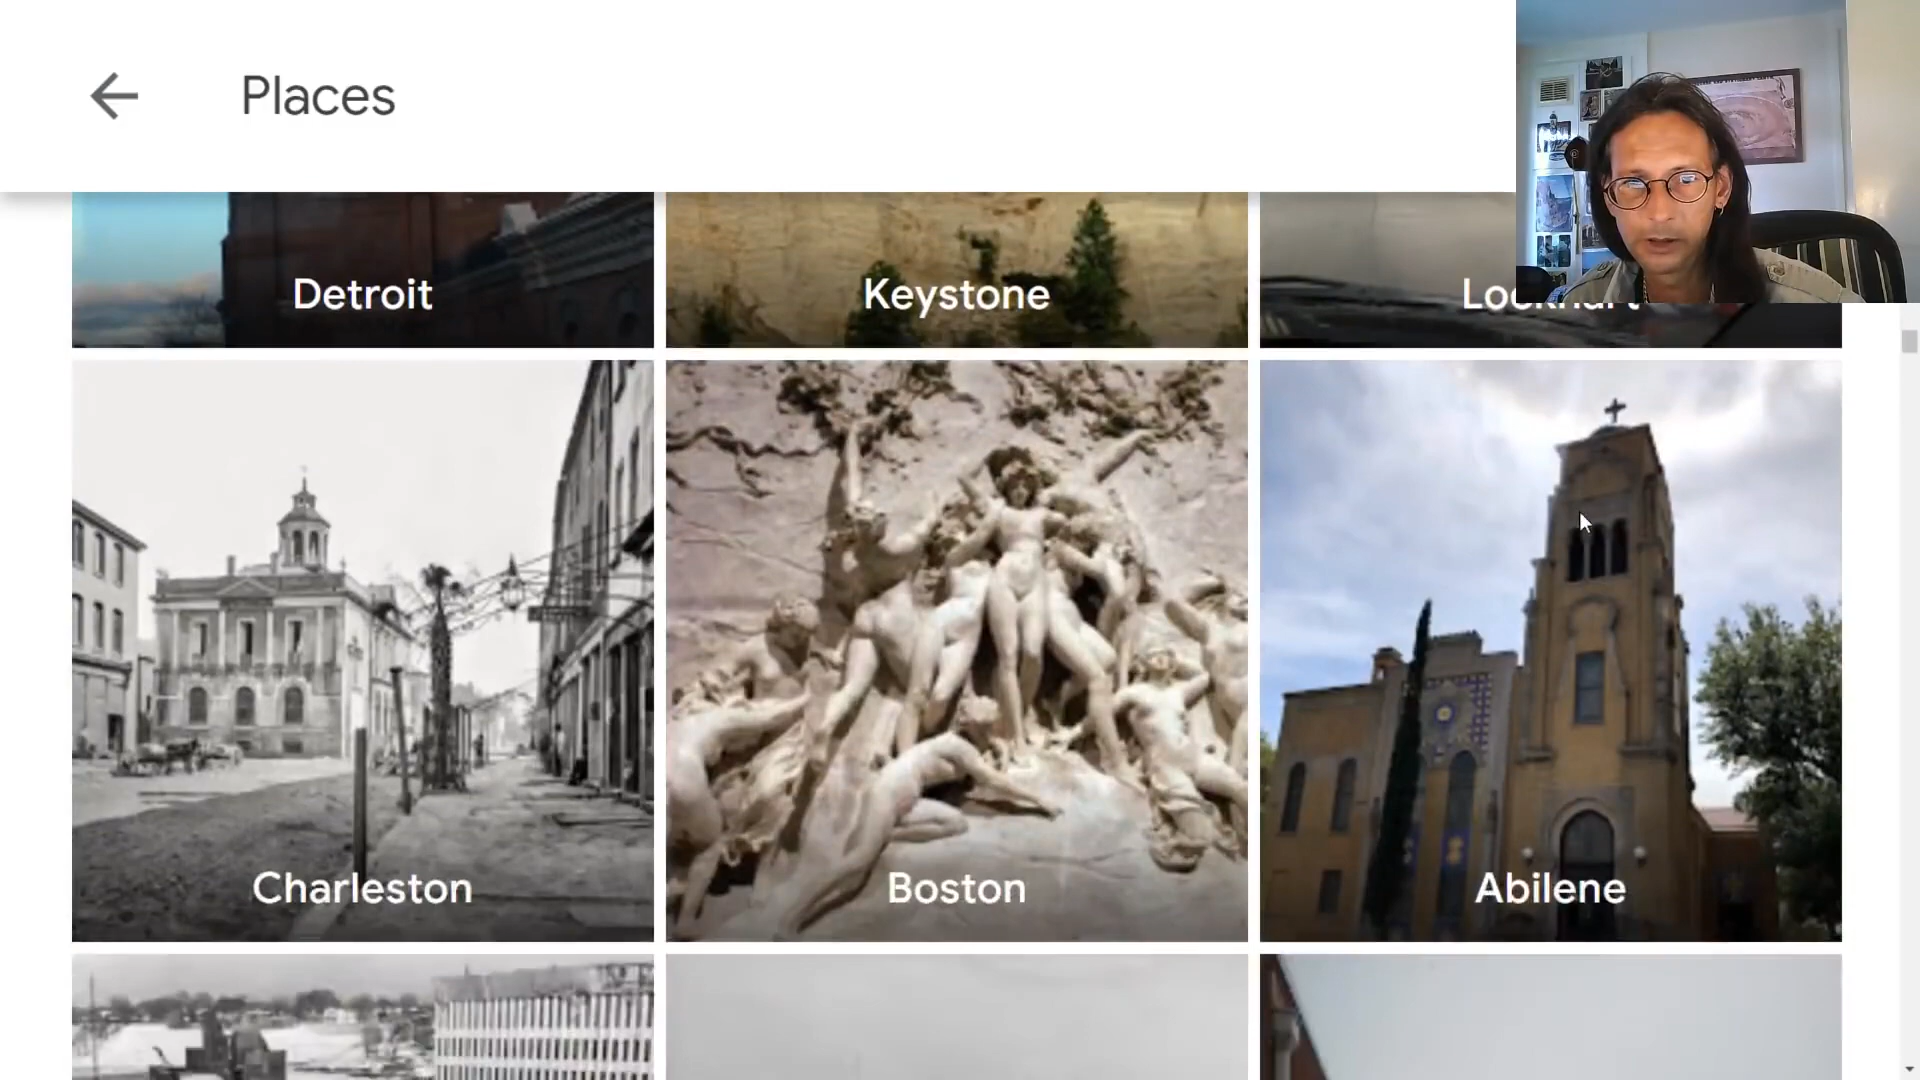 Places
Detroit
Keystone
Charleston
Boston
Abilene